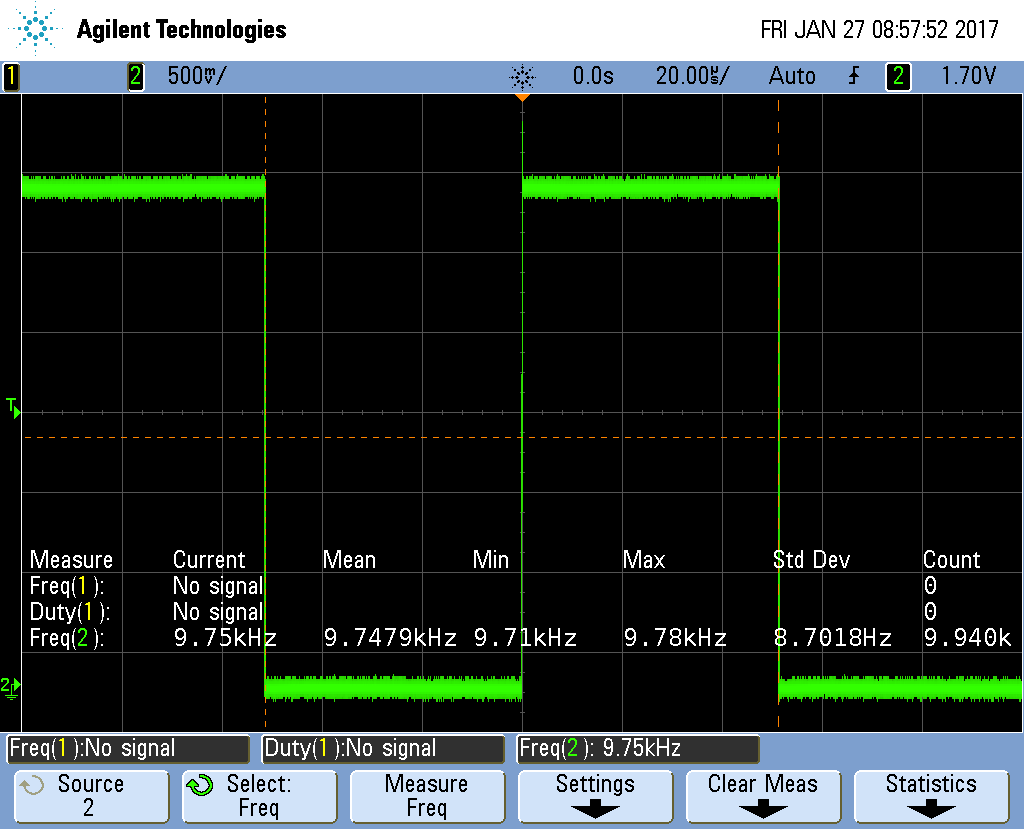 Agilent Technologies FRI JAN 27 08:57:52 2017
1 2 500mV/ 0.0s 20.00µs/ Auto 2 1.70V
T
Measure Current Mean Min Max Std Dev Count
Freq(1): No signal 0
Duty(1): No signal 0
Freq(2): 9.75kHz 9.7479kHz 9.71kHz 9.78kHz 8.7018Hz 9.940k
2
Freq(1):No signal Duty(1):No signal Freq(2): 9.75kHz
Source Select: Measure Settings Clear Meas Statistics
2 Freq Freq